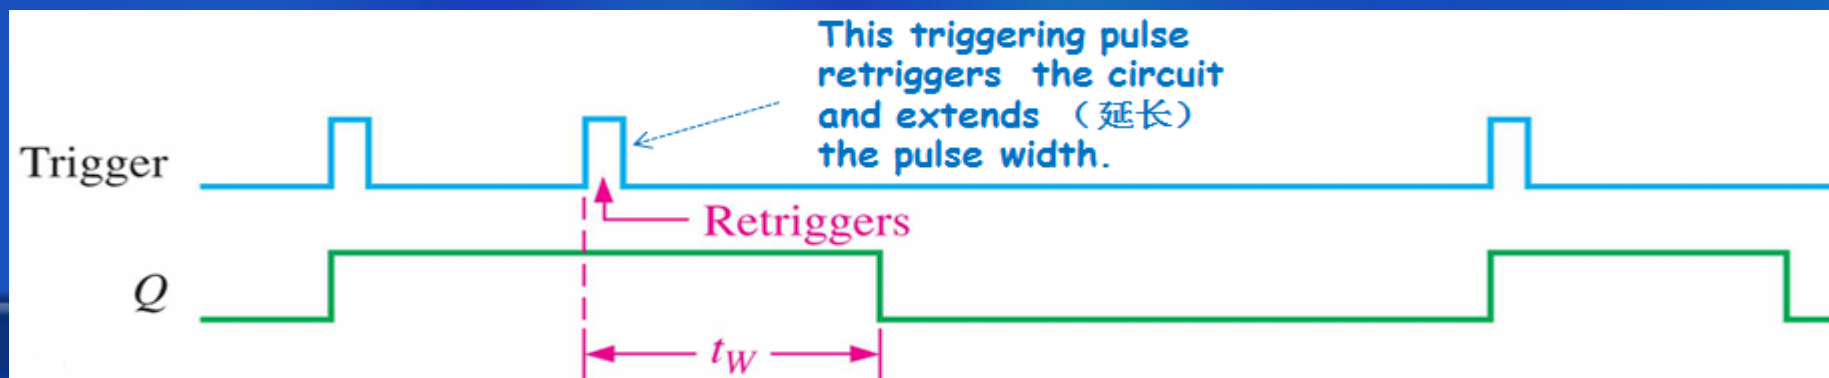 This triggering pulse
retriggers the circuit
and extends （延长）
the pulse width.
Trigger
Retriggers
Q
tW